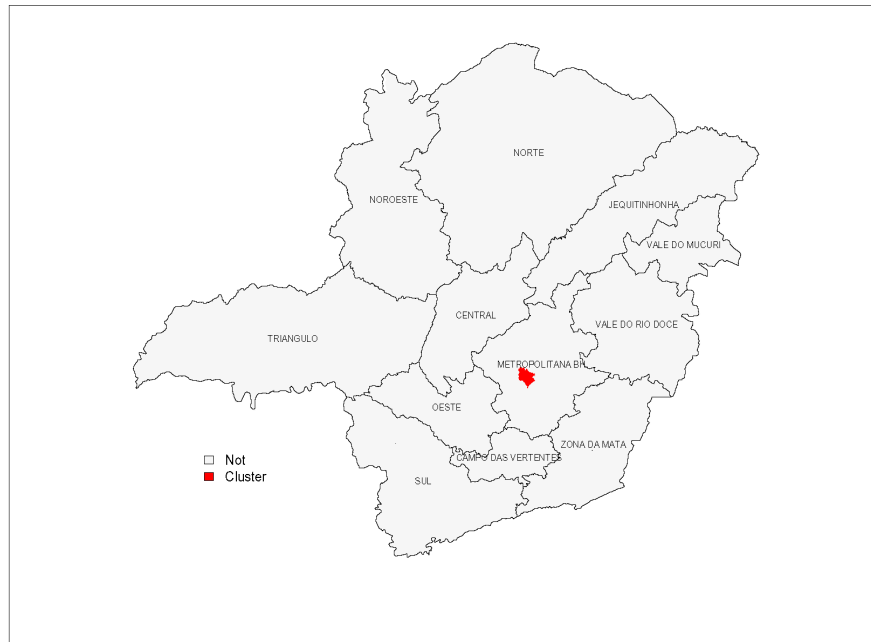 NORTE
NOROESTE
JEQUITINHONHA
VALE DO MUCURI
CENTRAL
VALE DO RIO DOCE
TRIANGULO
METROPOLITANA BH
OESTE
ZONA DA MATA
CAMPO DAS VERTENTES
SUL
Not
Cluster